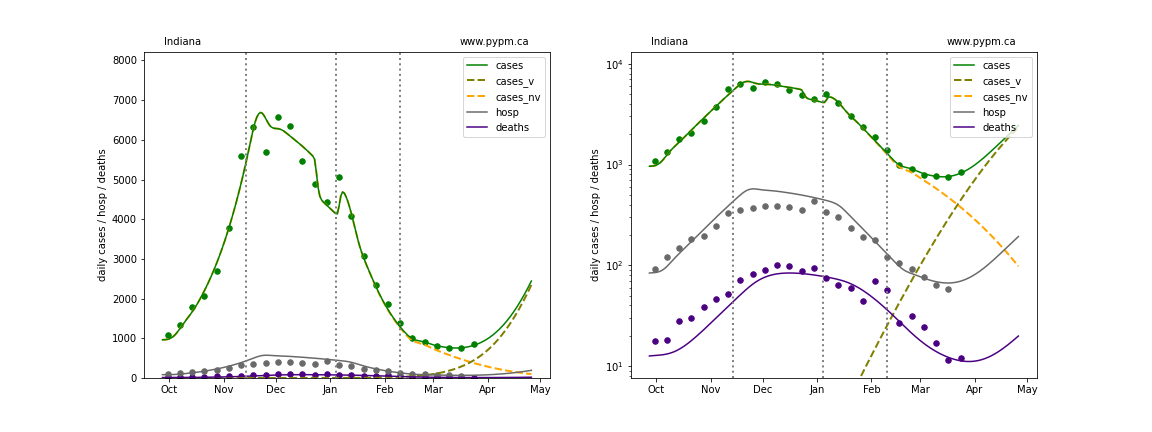 Indiana
www.pypm.ca
daily cases / hosp / deaths
8000
7000
6000
5000
4000
3000
2000
1000
0
Oct
Nov
Dec
Jan
Feb
Mar
Apr
May
cases
cases_v
cases_nv
hosp
deaths
Indiana
www.pypm.ca
daily cases / hosp / deaths
10⁴
10³
10²
10¹
Oct
Nov
Dec
Jan
Feb
Mar
Apr
May
cases
cases_v
cases_nv
hosp
deaths